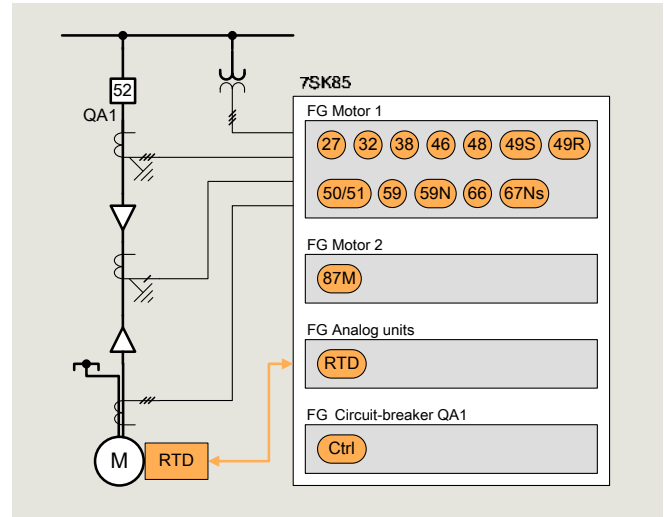 7SK85
52
QA1
FG Motor 1
27 32 38 46 48 49S 49R
50/51 59 59N 66 67Ns
FG Motor 2
87M
FG Analog units
RTD
FG Circuit-breaker QA1
Ctrl
M RTD